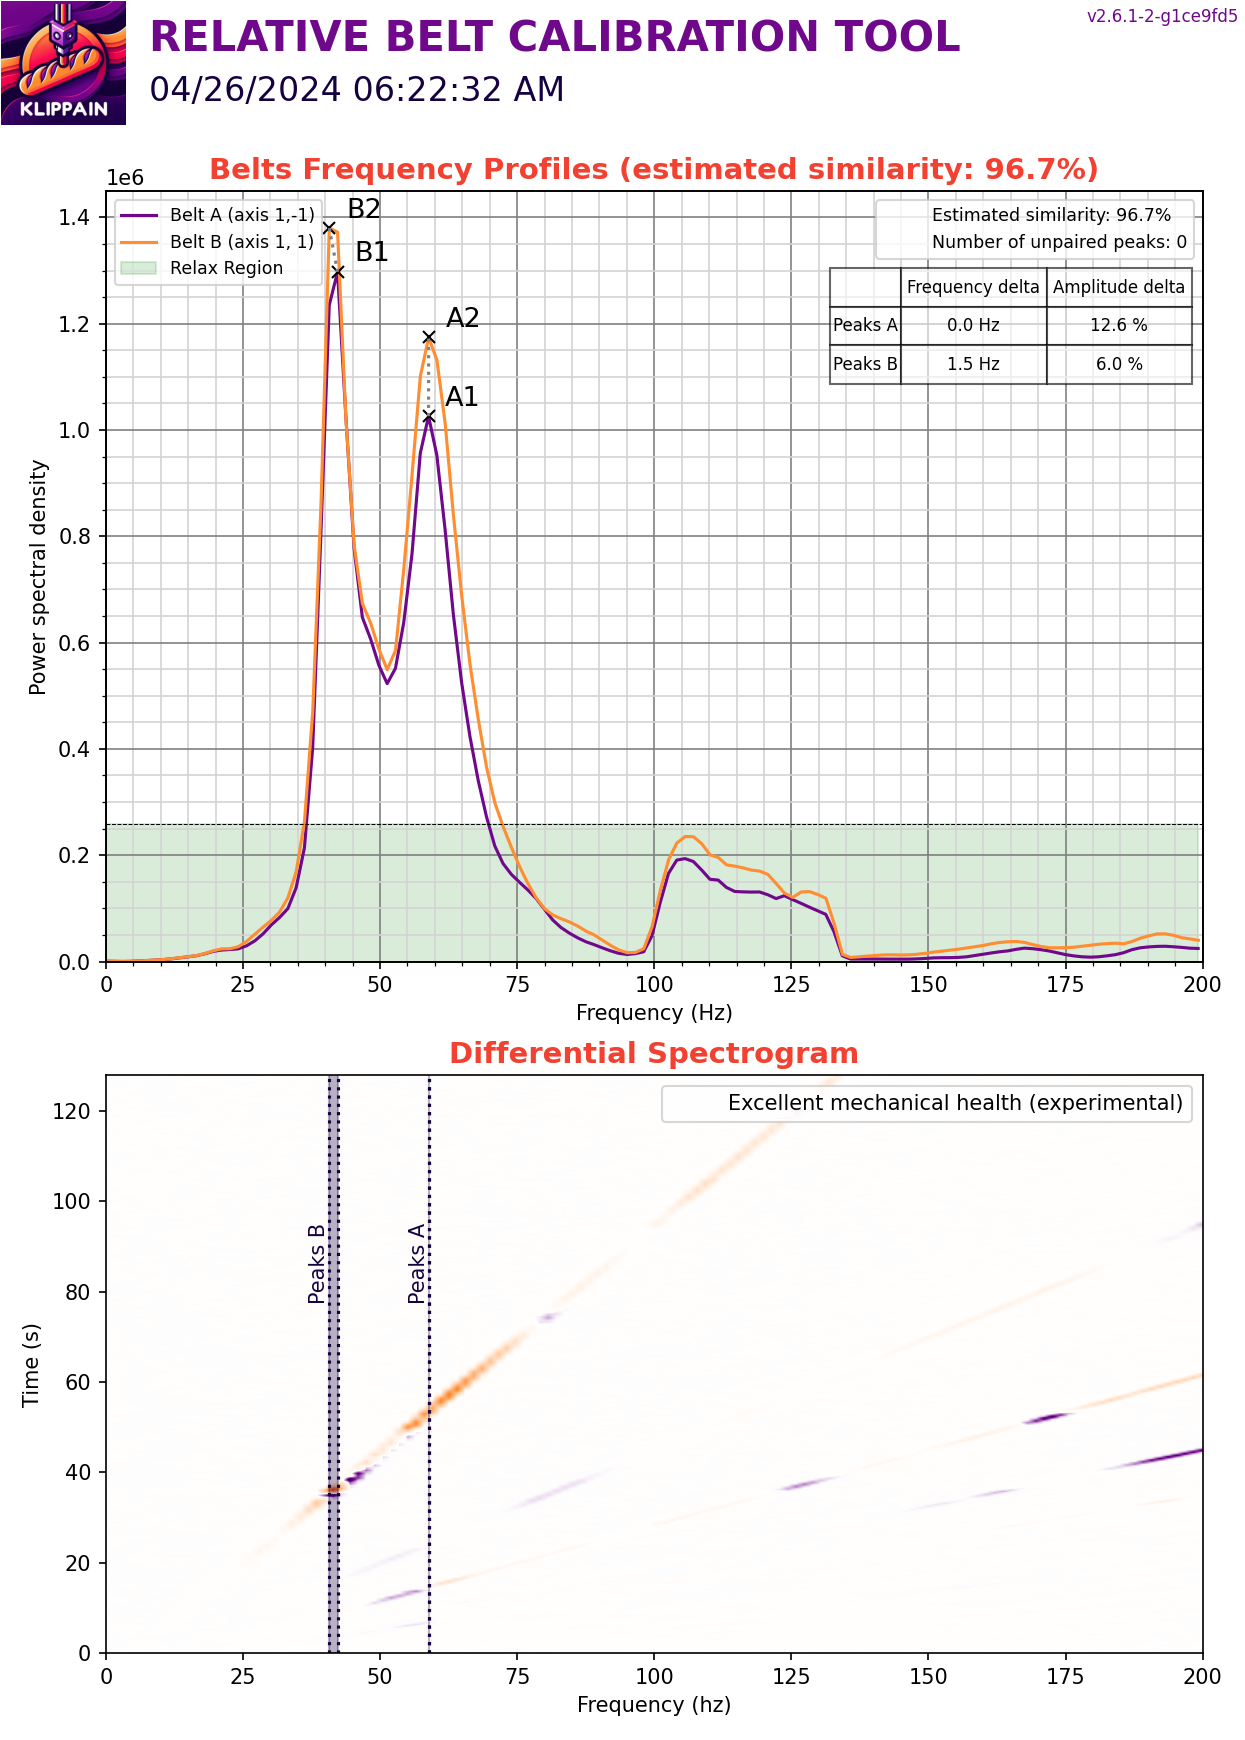 v2.6.1-2-g1ce9fd5
RELATIVE BELT CALIBRATION TOOL
04/26/2024 06:22:32 AM
KLIPPAIN
Belts Frequency Profiles (estimated similarity: 96.7%)
1e6
Belt A (axis 1,-1)
Belt B (axis 1, 1)
Relax Region
B2
B1
A2
A1
Estimated similarity: 96.7%
Number of unpaired peaks: 0
Frequency delta Amplitude delta
Peaks A 0.0 Hz 12.6 %
Peaks B 1.5 Hz 6.0 %
Power spectral density
1.4
1.2
1.0
0.8
0.6
0.4
0.2
0.0
0 25 50 75 100 125 150 175 200
Frequency (Hz)
Differential Spectrogram
Excellent mechanical health (experimental)
Peaks B
Peaks A
Time (s)
120
100
80
60
40
20
0
0 25 50 75 100 125 150 175 200
Frequency (hz)